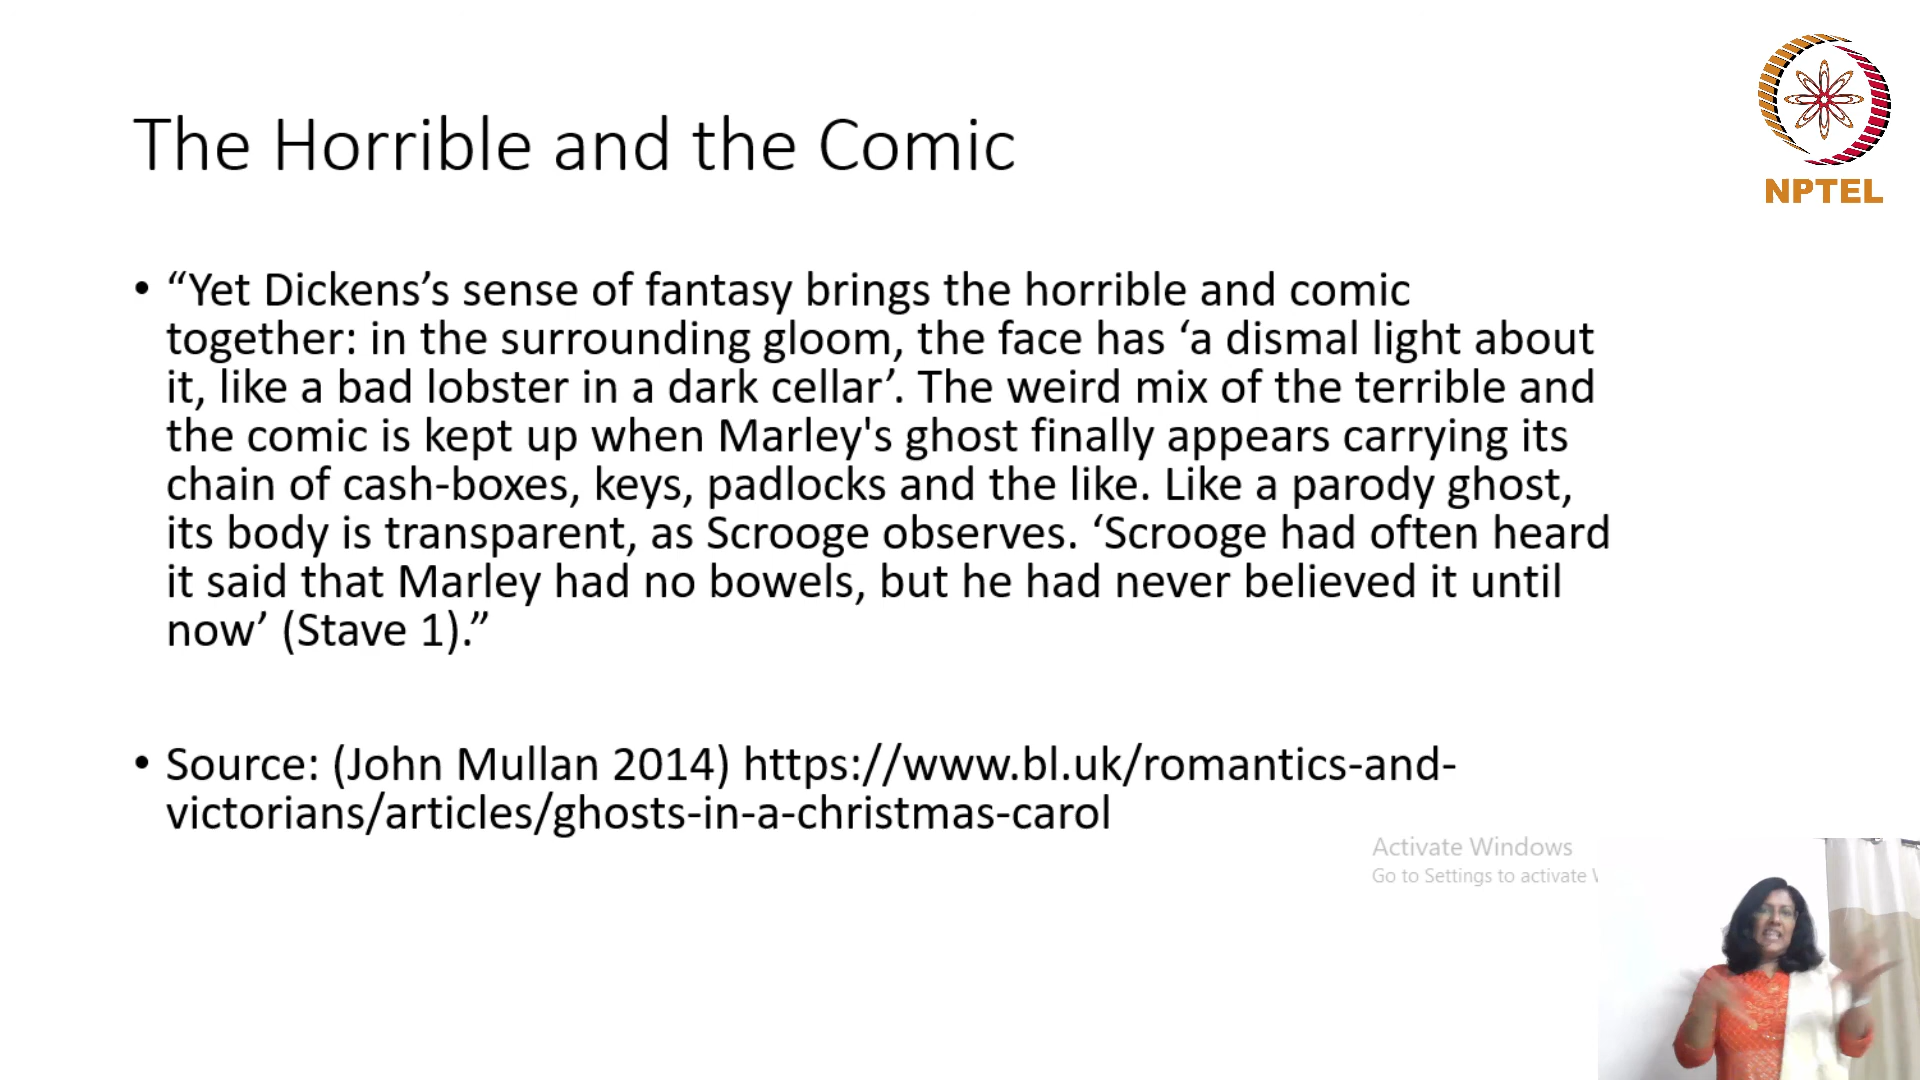 The Horrible and the Comic
NPTEL
• “Yet Dickens’s sense of fantasy brings the horrible and comic
together: in the surrounding gloom, the face has ‘a dismal light about
it, like a bad lobster in a dark cellar’. The weird mix of the terrible and
the comic is kept up when Marley's ghost finally appears carrying its
chain of cash-boxes, keys, padlocks and the like. Like a parody ghost,
its body is transparent, as Scrooge observes. ‘Scrooge had often heard
it said that Marley had no bowels, but he had never believed it until
now’ (Stave 1).”
• Source: (John Mullan 2014) https://www.bl.uk/romantics-and-
victorians/articles/ghosts-in-a-christmas-carol
Activate Windows
Go to Settings to activate